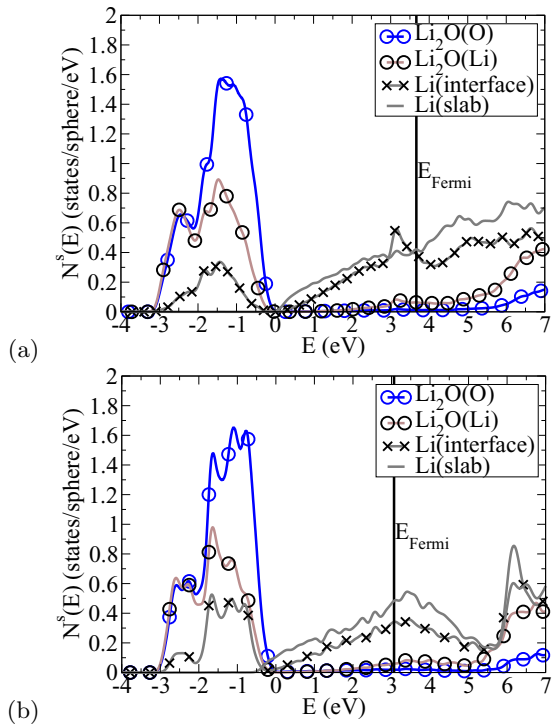 2
1.8
1.6
1.4
1.2
1
0.8
0.6
0.4
0.2
0
N^s(E) (states/sphere/eV)
Li₂O(O)
Li₂O(Li)
Li(interface)
Li(slab)
E_Fermi
-4 -3 -2 -1 0 1 2 3 4 5 6 7
(a) E (eV)
2
1.8
1.6
1.4
1.2
1
0.8
0.6
0.4
0.2
0
N^s(E) (states/sphere/eV)
Li₂O(O)
Li₂O(Li)
Li(interface)
Li(slab)
E_Fermi
-4 -3 -2 -1 0 1 2 3 4 5 6 7
(b) E (eV)